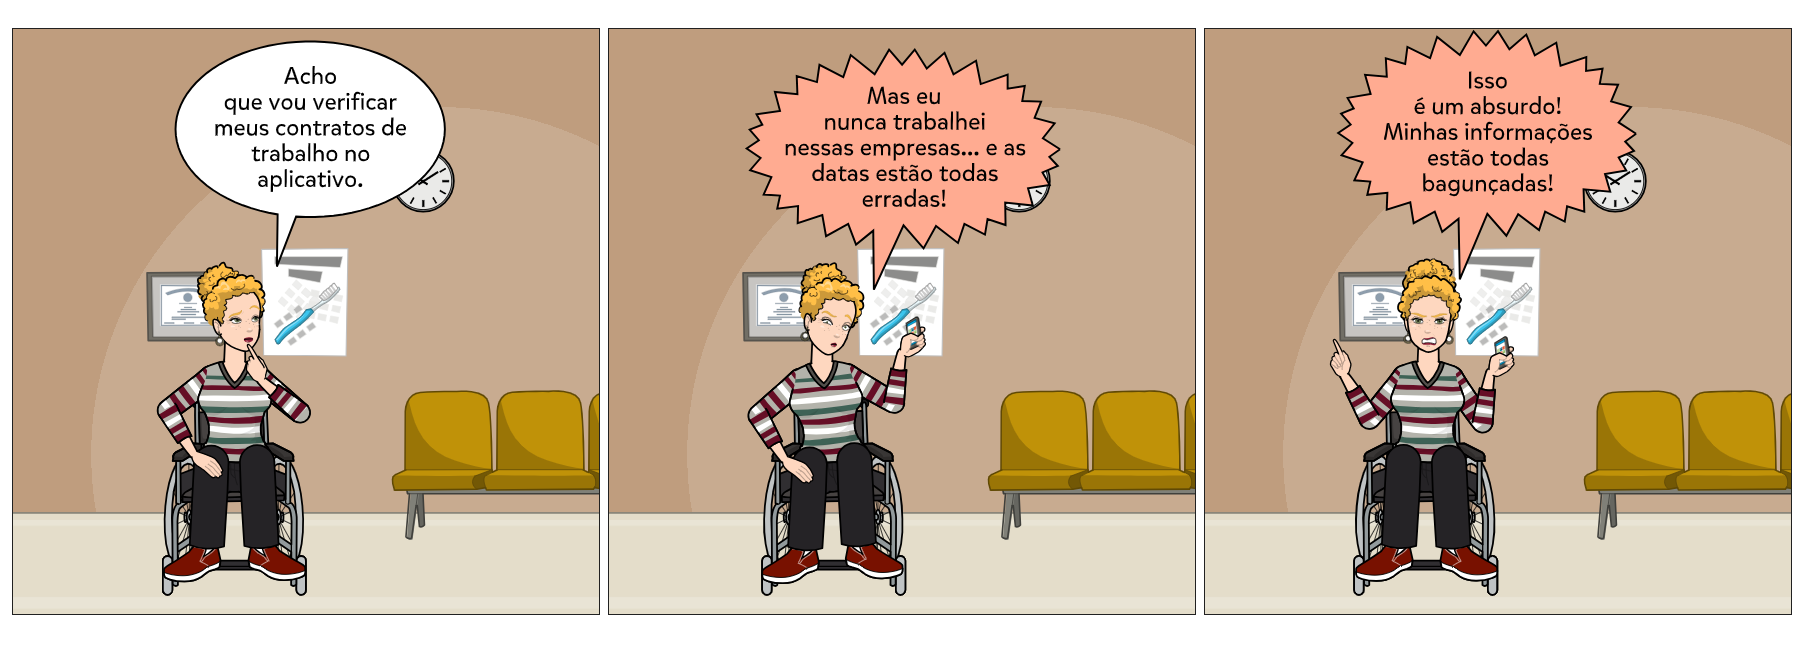 Acho
que vou verificar
meus contratos de
trabalho no
aplicativo.
Mas eu
nunca trabalhei
nessas empresas... e as
datas estão todas
erradas!
Isso
é um absurdo!
Minhas informações
estão todas
bagunçadas!